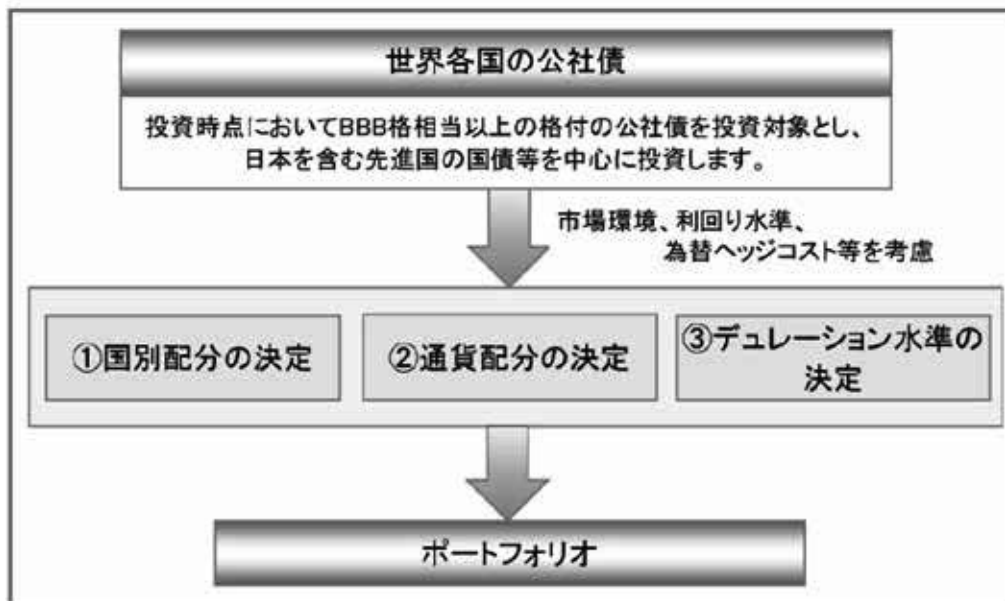 世界各国の公社債
投資時点においてBBB格相当以上の格付の公社債を投資対象とし、
日本を含む先進国の国債等を中心に投資します。
市場環境、利回り水準、
為替ヘッジコスト等を考慮
①国別配分の決定
②通貨配分の決定
③デュレーション水準の
決定
ポートフォリオ